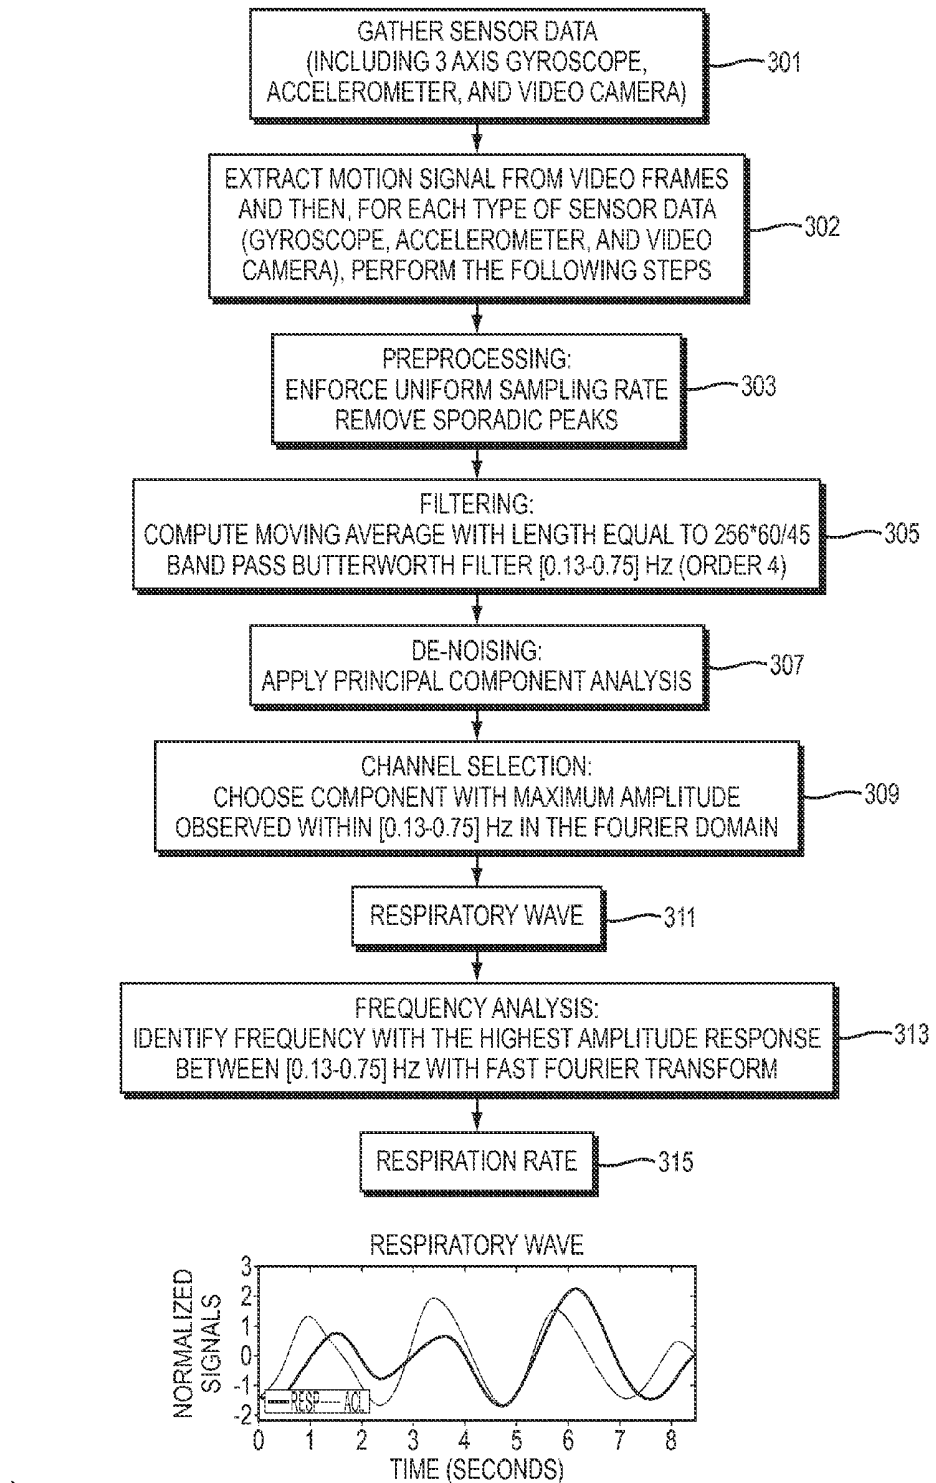 GATHER SENSOR DATA
(INCLUDING 3 AXIS GYROSCOPE,
ACCELEROMETER, AND VIDEO CAMERA)
301
EXTRACT MOTION SIGNAL FROM VIDEO FRAMES
AND THEN, FOR EACH TYPE OF SENSOR DATA
(GYROSCOPE, ACCELEROMETER, AND VIDEO
CAMERA), PERFORM THE FOLLOWING STEPS
302
PREPROCESSING:
ENFORCE UNIFORM SAMPLING RATE
REMOVE SPORADIC PEAKS
303
FILTERING:
COMPUTE MOVING AVERAGE WITH LENGTH EQUAL TO 256*60/45
BAND PASS BUTTERWORTH FILTER [0.13-0.75] HZ (ORDER 4)
305
DE-NOISING:
APPLY PRINCIPAL COMPONENT ANALYSIS
307
CHANNEL SELECTION:
CHOOSE COMPONENT WITH MAXIMUM AMPLITUDE
OBSERVED WITHIN [0.13-0.75] HZ IN THE FOURIER DOMAIN
309
RESPIRATORY WAVE
311
FREQUENCY ANALYSIS:
IDENTIFY FREQUENCY WITH THE HIGHEST AMPLITUDE RESPONSE
BETWEEN [0.13-0.75] HZ WITH FAST FOURIER TRANSFORM
313
RESPIRATION RATE
315
RESPIRATORY WAVE
NORMALIZED
SIGNALS
3
2
1
0
-1
-2
RESP ACL
0 1 2 3 4 5 6 7 8
TIME (SECONDS)